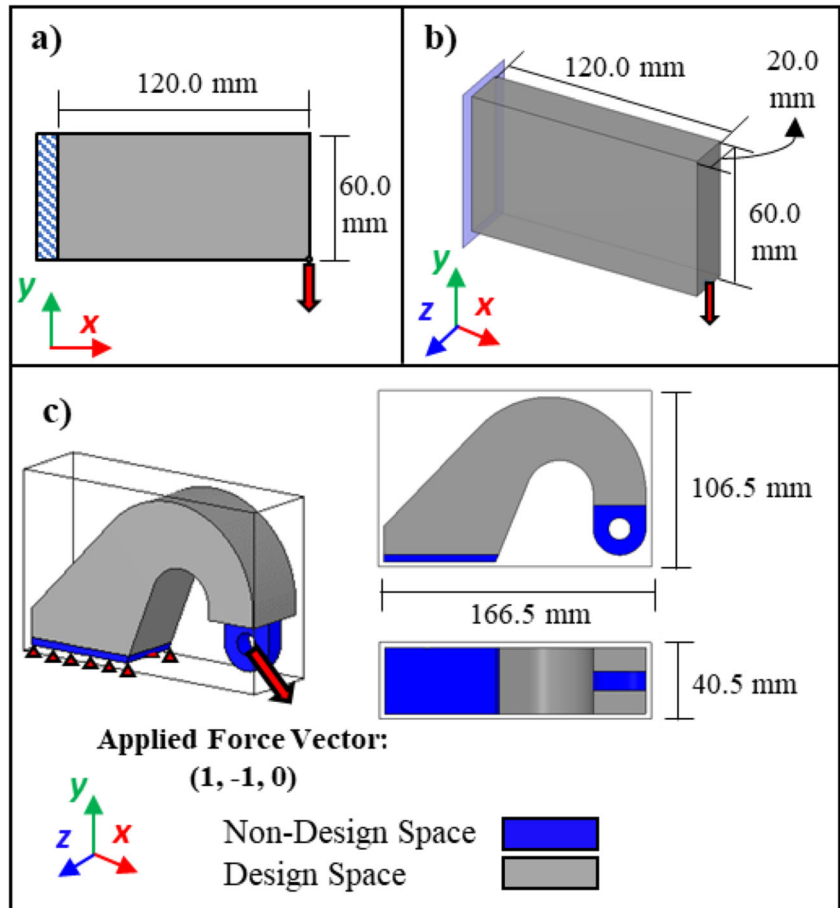 a)
120.0 mm
60.0
mm
y
x
b)
120.0 mm
20.0
mm
60.0
mm
y
z
x
c)
106.5 mm
166.5 mm
40.5 mm
Applied Force Vector:
(1, -1, 0)
y
z
x
Non-Design Space
Design Space